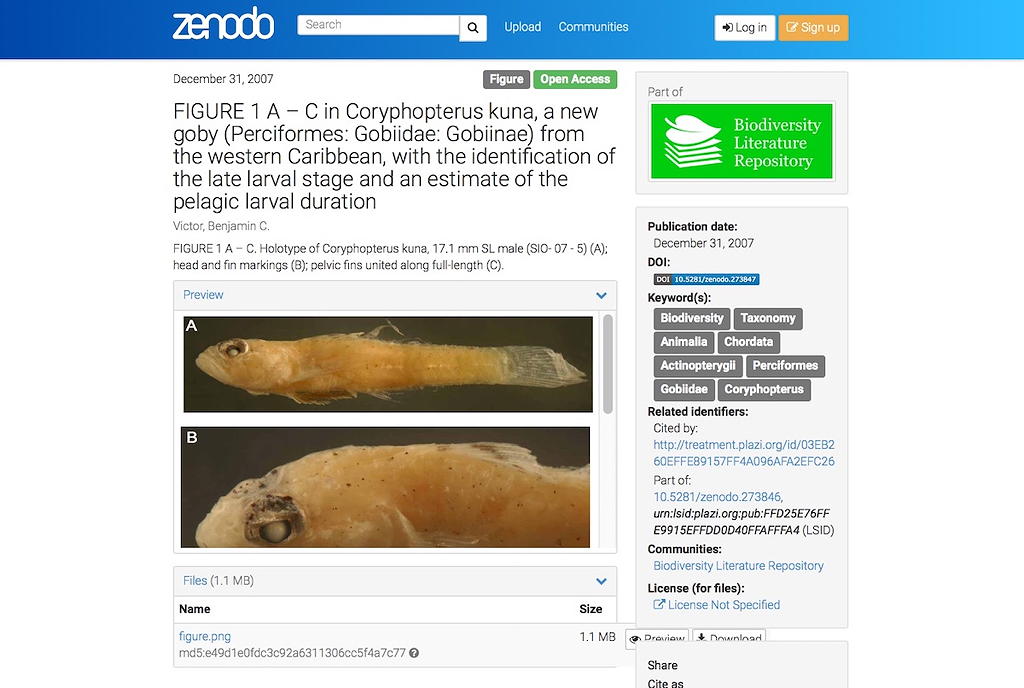 zenodo
Search
Upload
Communities
Log in
Sign up
December 31, 2007
Figure
Open Access
FIGURE 1 A – C in Coryphopterus kuna, a new
goby (Perciformes: Gobiidae: Gobiinae) from
the western Caribbean, with the identification of
the late larval stage and an estimate of the
pelagic larval duration
Victor, Benjamin C.
FIGURE 1 A – C. Holotype of Coryphopterus kuna, 17.1 mm SL male (SIO- 07 - 5) (A);
head and fin markings (B); pelvic fins united along full-length (C).
Preview
A
B
Files (1.1 MB)
Name Size
figure.png 1.1 MB Preview Download
md5:e49d1e0fdc3c92a6311306cc5f4a7c77
Part of
Biodiversity
Literature
Repository
Publication date:
December 31, 2007
DOI:
DOI 10.5281/zenodo.273847
Keyword(s):
Biodiversity Taxonomy
Animalia Chordata
Actinopterygii Perciformes
Gobiidae Coryphopterus
Related identifiers:
Cited by:
http://treatment.plazi.org/id/03EB2
60EFFE89157FF4A096AFA2EFC26
Part of:
10.5281/zenodo.273846,
urn:lsid:plazi.org:pub:FFD25E76FF
E9915EFFDD0D40FFAFFFA4 (LSID)
Communities:
Biodiversity Literature Repository
License (for files):
License Not Specified
Share
Cite as